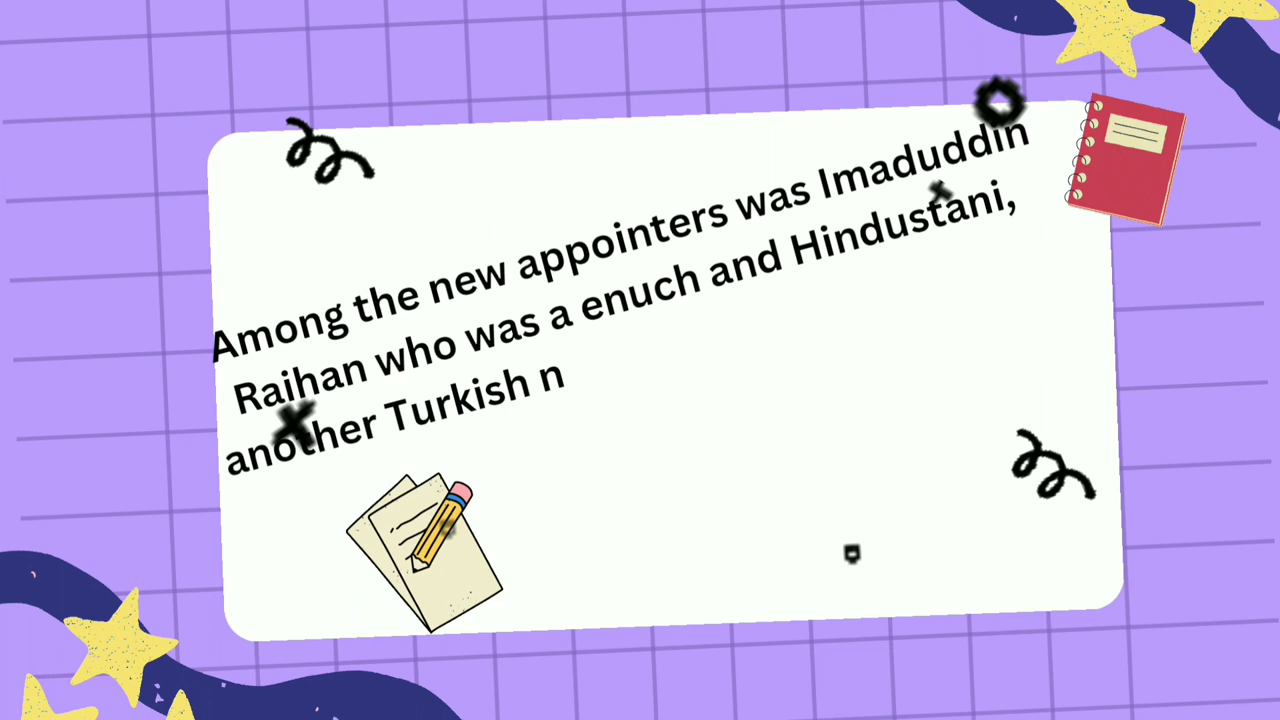 Among the new appointers was Imaduddin
Raihan who was a enuch and Hindustani,
another Turkish n